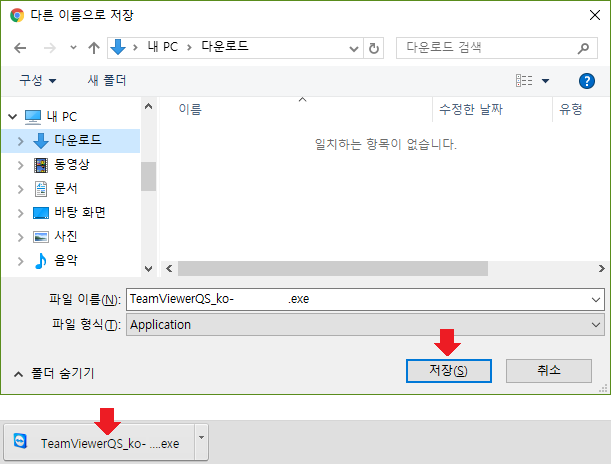 다른 이름으로 저장
내 PC > 다운로드
다운로드 검색
구성
새 폴더
?
이름
수정한 날짜
유형
내 PC
다운로드
동영상
문서
바탕 화면
사진
음악
일치하는 항목이 없습니다.
파일 이름(N): TeamViewerQS_ko- .exe
파일 형식(T): Application
폴더 숨기기
저장(S)
취소
TeamViewerQS_ko- ....exe